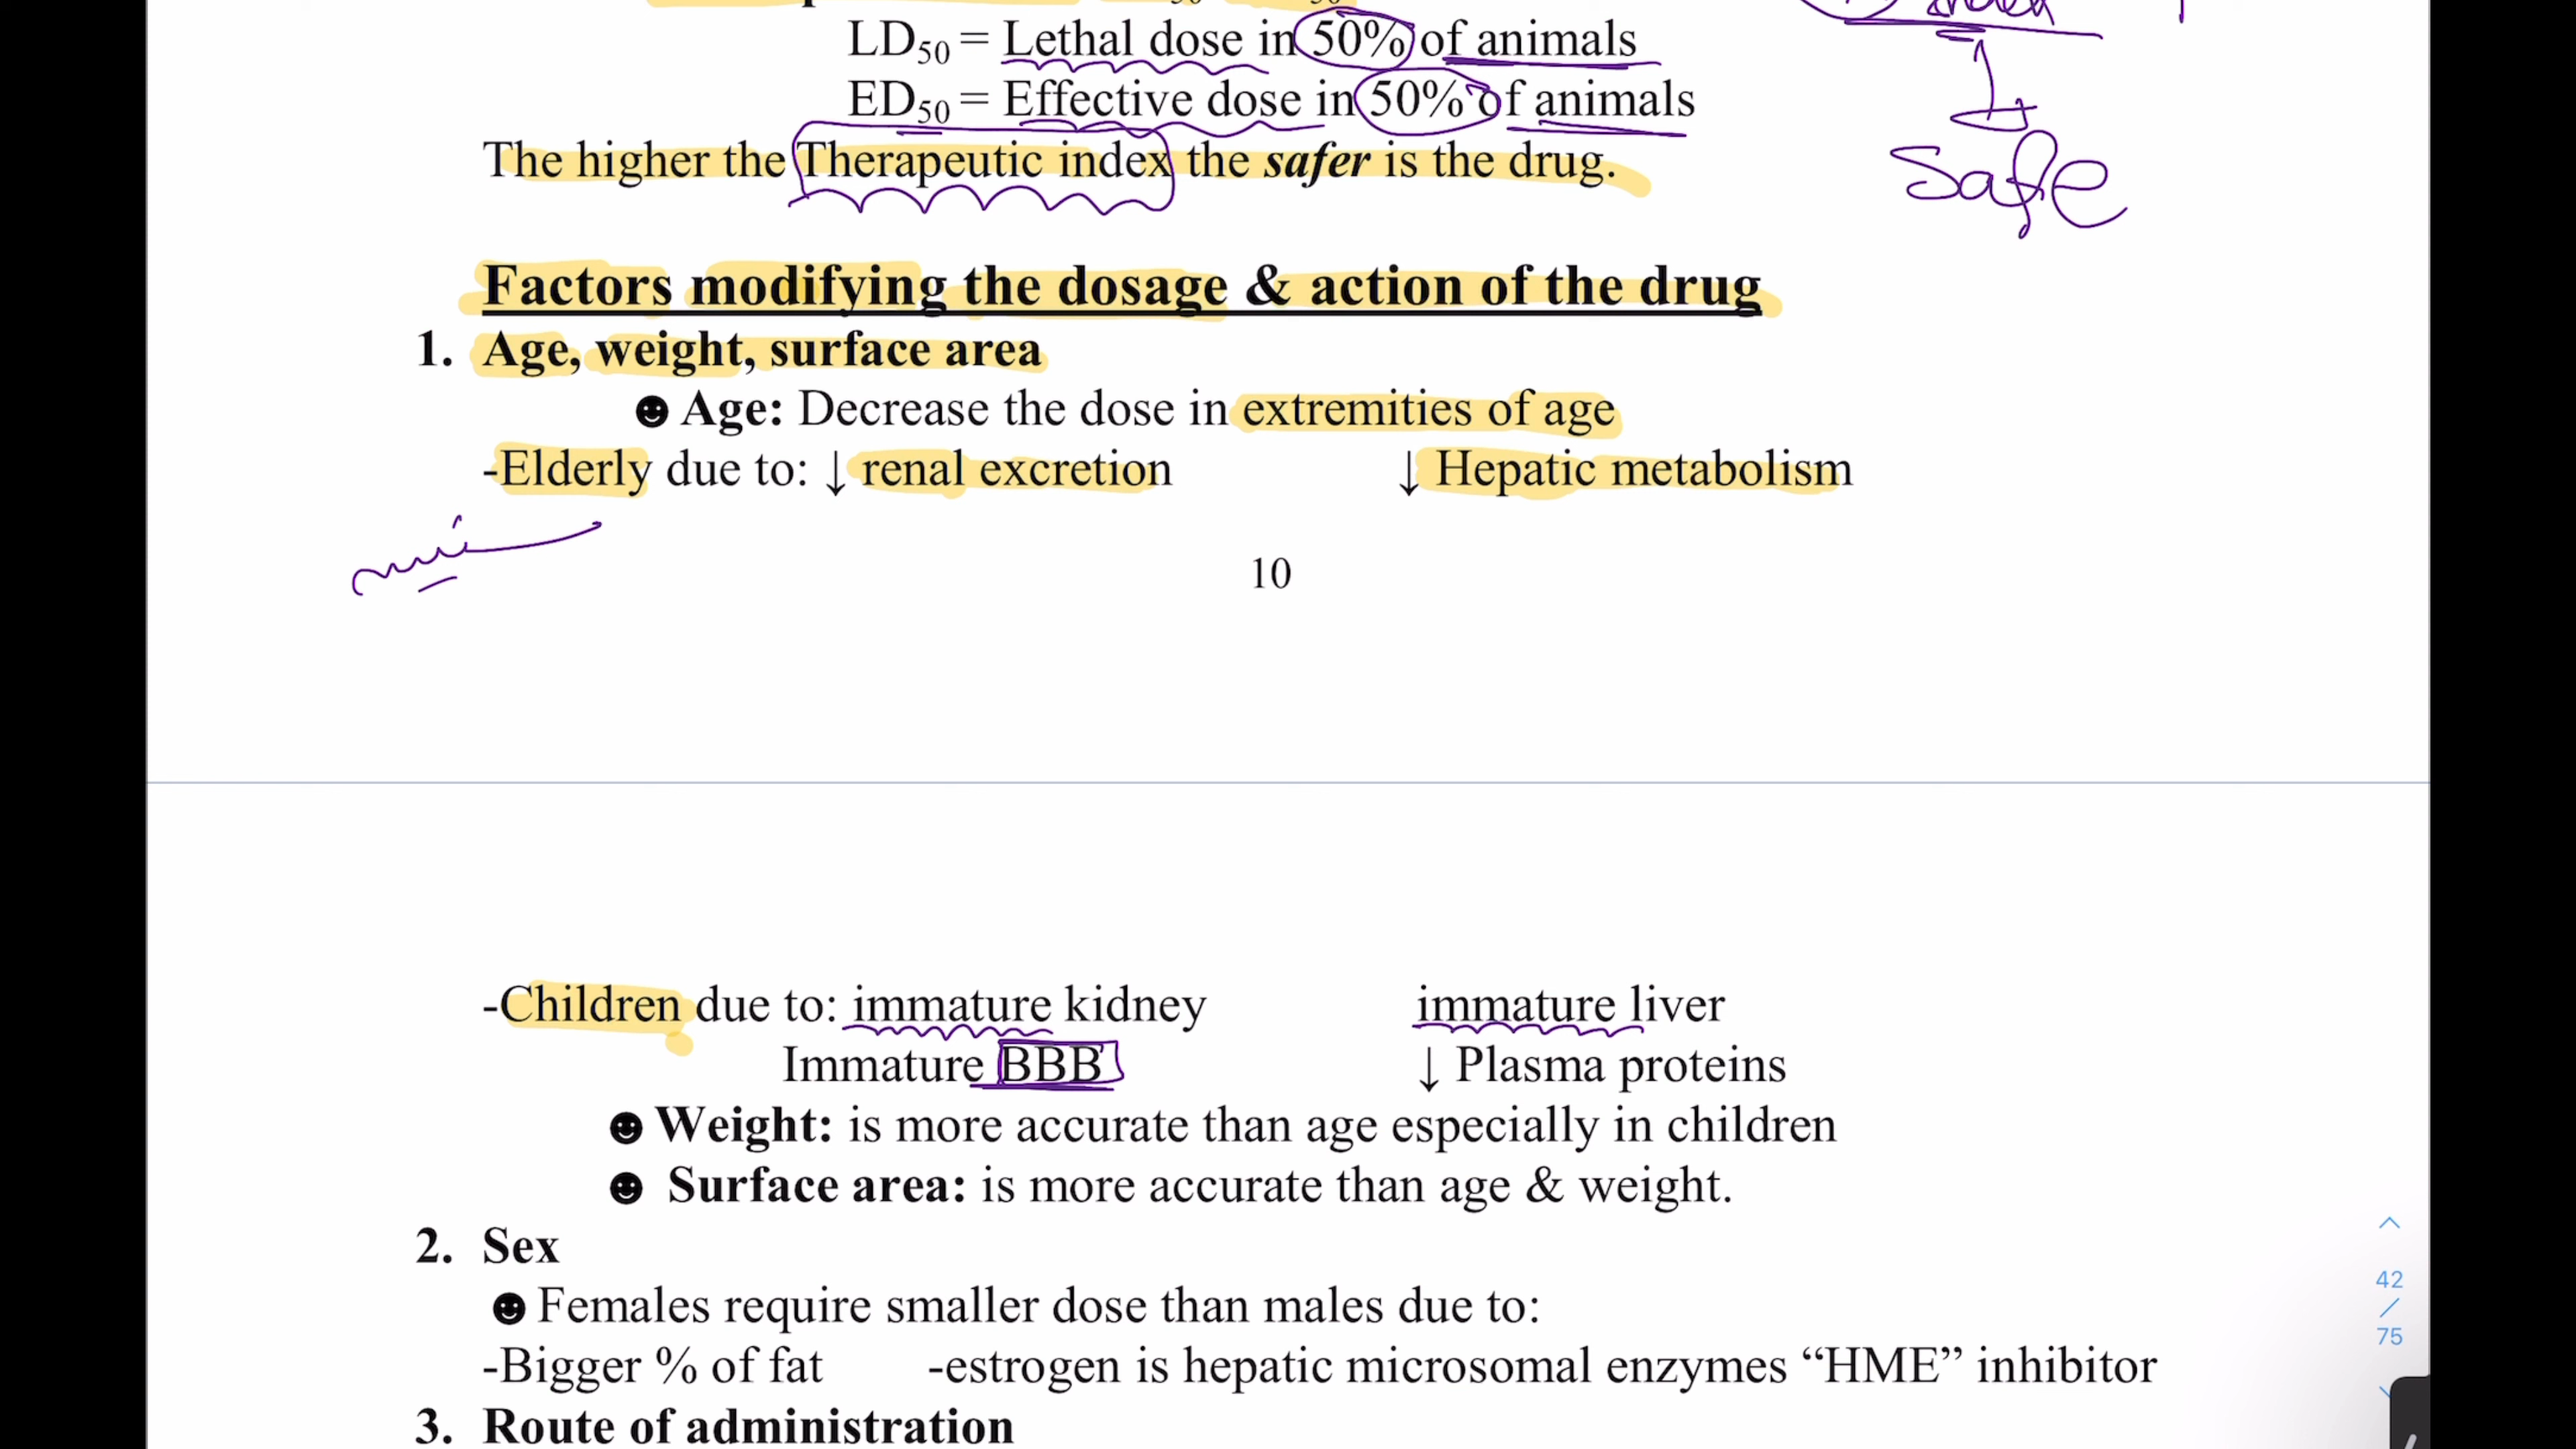 LD50 = Lethal dose in 50% of animals
ED50 = Effective dose in 50% of animals
The higher the Therapeutic index the safer is the drug.
Safe
Factors modifying the dosage & action of the drug
1. Age, weight, surface area
☻ Age: Decrease the dose in extremities of age
-Elderly due to: ↓ renal excretion ↓ Hepatic metabolism
10
-Children due to: immature kidney immature liver
Immature BBB ↓ Plasma proteins
☻ Weight: is more accurate than age especially in children
☻ Surface area: is more accurate than age & weight.
2. Sex
☻ Females require smaller dose than males due to:
-Bigger % of fat -estrogen is hepatic microsomal enzymes “HME” inhibitor
3. Route of administration
42
/
75